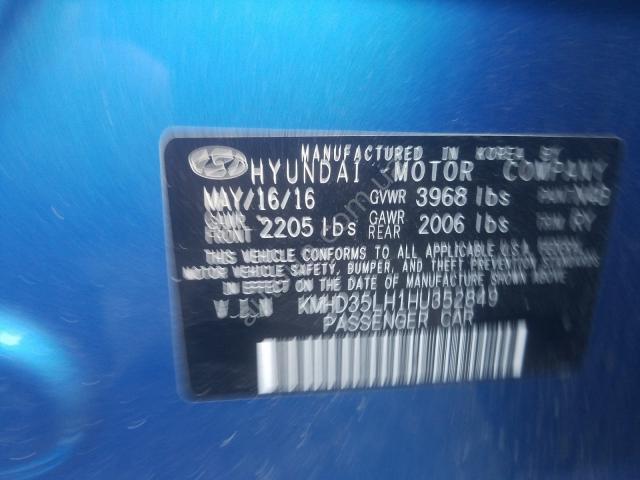 MANUFACTURED IN KOREA BY
HYUNDAI MOTOR COMPANY
MAY/16/16 GVWR 3968 lbs
GAWR FRONT 2205 lbs GAWR REAR 2006 lbs
THIS VEHICLE CONFORMS TO ALL APPLICABLE U.S.A. FEDERAL
MOTOR VEHICLE SAFETY, BUMPER, AND THEFT PREVENTION STANDARDS
IN EFFECT ON THE DATE OF MANUFACTURE SHOWN ABOVE.
V I N KMHD35LH1HU352849
PASSENGER CAR